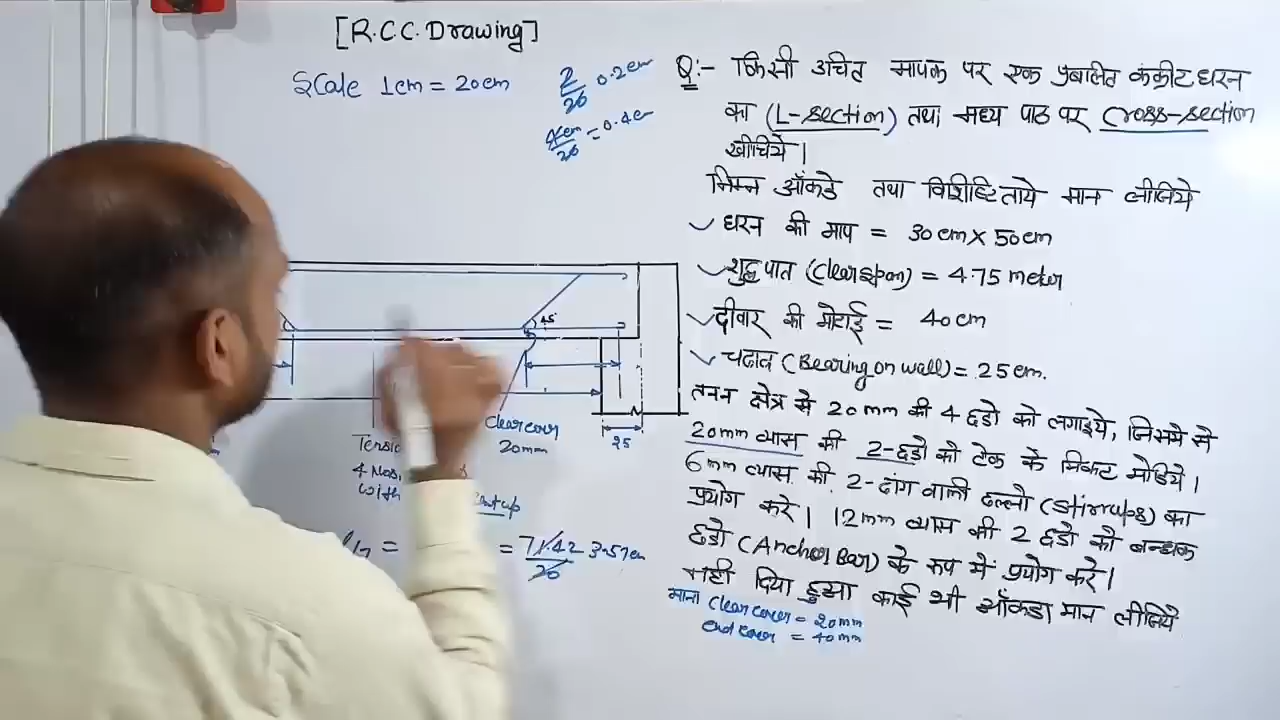 [R.C.C. Drawing]
Scale 1cm = 20cm
2/20 0.2cm
4cm/20 = 0.4cm
Q:- किसी उचित मापक पर एक प्रबलित कंक्रीट धरन
का (L-section) तथा मध्य पाठ पर cross-section
खीचिये।
निम्न आँकडे तथा विशिष्टिताये मान लीजिये
✓ धरन की माप = 30cm x 50cm
✓ शुद्ध पात (clear span) = 4.75 meter
✓ दीवार की मोटाई = 40cm
✓ चढाव (Bearing on wall) = 25cm.
तनन क्षेत्र मे 20mm की 4 छडो को लगाइये, जिसमे से
20mm व्यास की 2-छडो को टेक के निकट मोडिये।
6mm व्यास की 2-टांग वाली छल्लो (stirrups) का
प्रयोग करे। 12mm व्यास की 2 छडो को बन्धक
छडो (Anchor Bar) के रूप में प्रयोग करे।
नही दिया हुआ कोई भी आँकडा मान लीजिये
माना clear cover = 20mm
end cover = 40mm
45°
clear cover
20mm
25
4 Nos.
with
l/7 =
= 71.42/20 3.57cm